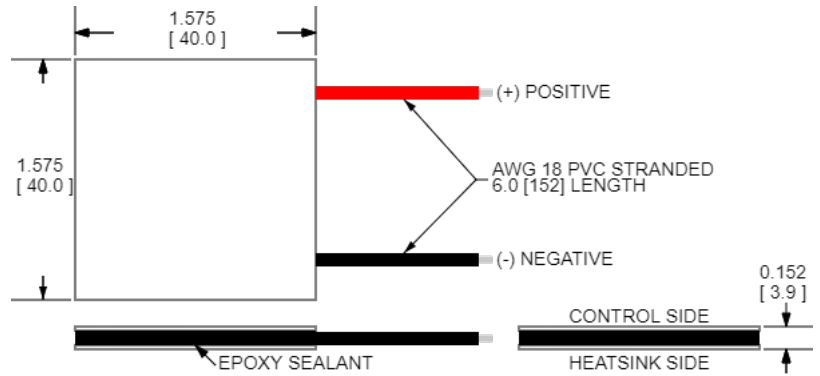 1.575
[ 40.0 ]
(+) POSITIVE
1.575
[ 40.0 ]
AWG 18 PVC STRANDED
6.0 [152] LENGTH
(-) NEGATIVE
0.152
[ 3.9 ]
CONTROL SIDE
EPOXY SEALANT
HEATSINK SIDE